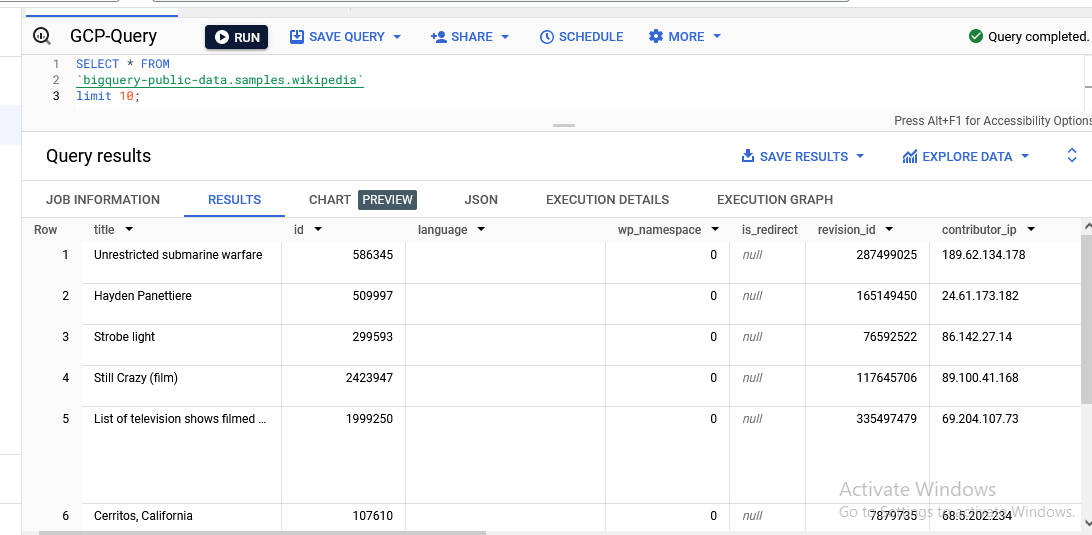 GCP-Query RUN SAVE QUERY SHARE SCHEDULE MORE Query completed.
1 SELECT * FROM
2 `bigquery-public-data.samples.wikipedia`
3 limit 10;
Press Alt+F1 for Accessibility Options
Query results SAVE RESULTS EXPLORE DATA
JOB INFORMATION RESULTS CHART PREVIEW JSON EXECUTION DETAILS EXECUTION GRAPH
Row title id language wp_namespace is_redirect revision_id contributor_ip
1 Unrestricted submarine warfare 586345 0 null 287499025 189.62.134.178
2 Hayden Panettiere 509997 0 null 165149450 24.61.173.182
3 Strobe light 299593 0 null 76592522 86.142.27.14
4 Still Crazy (film) 2423947 0 null 117645706 89.100.41.168
5 List of television shows filmed ... 1999250 0 null 335497479 69.204.107.73
Activate Windows
Go to Settings to activate Windows.
6 Cerritos, California 107610 0 null 7879735 68.5.202.234